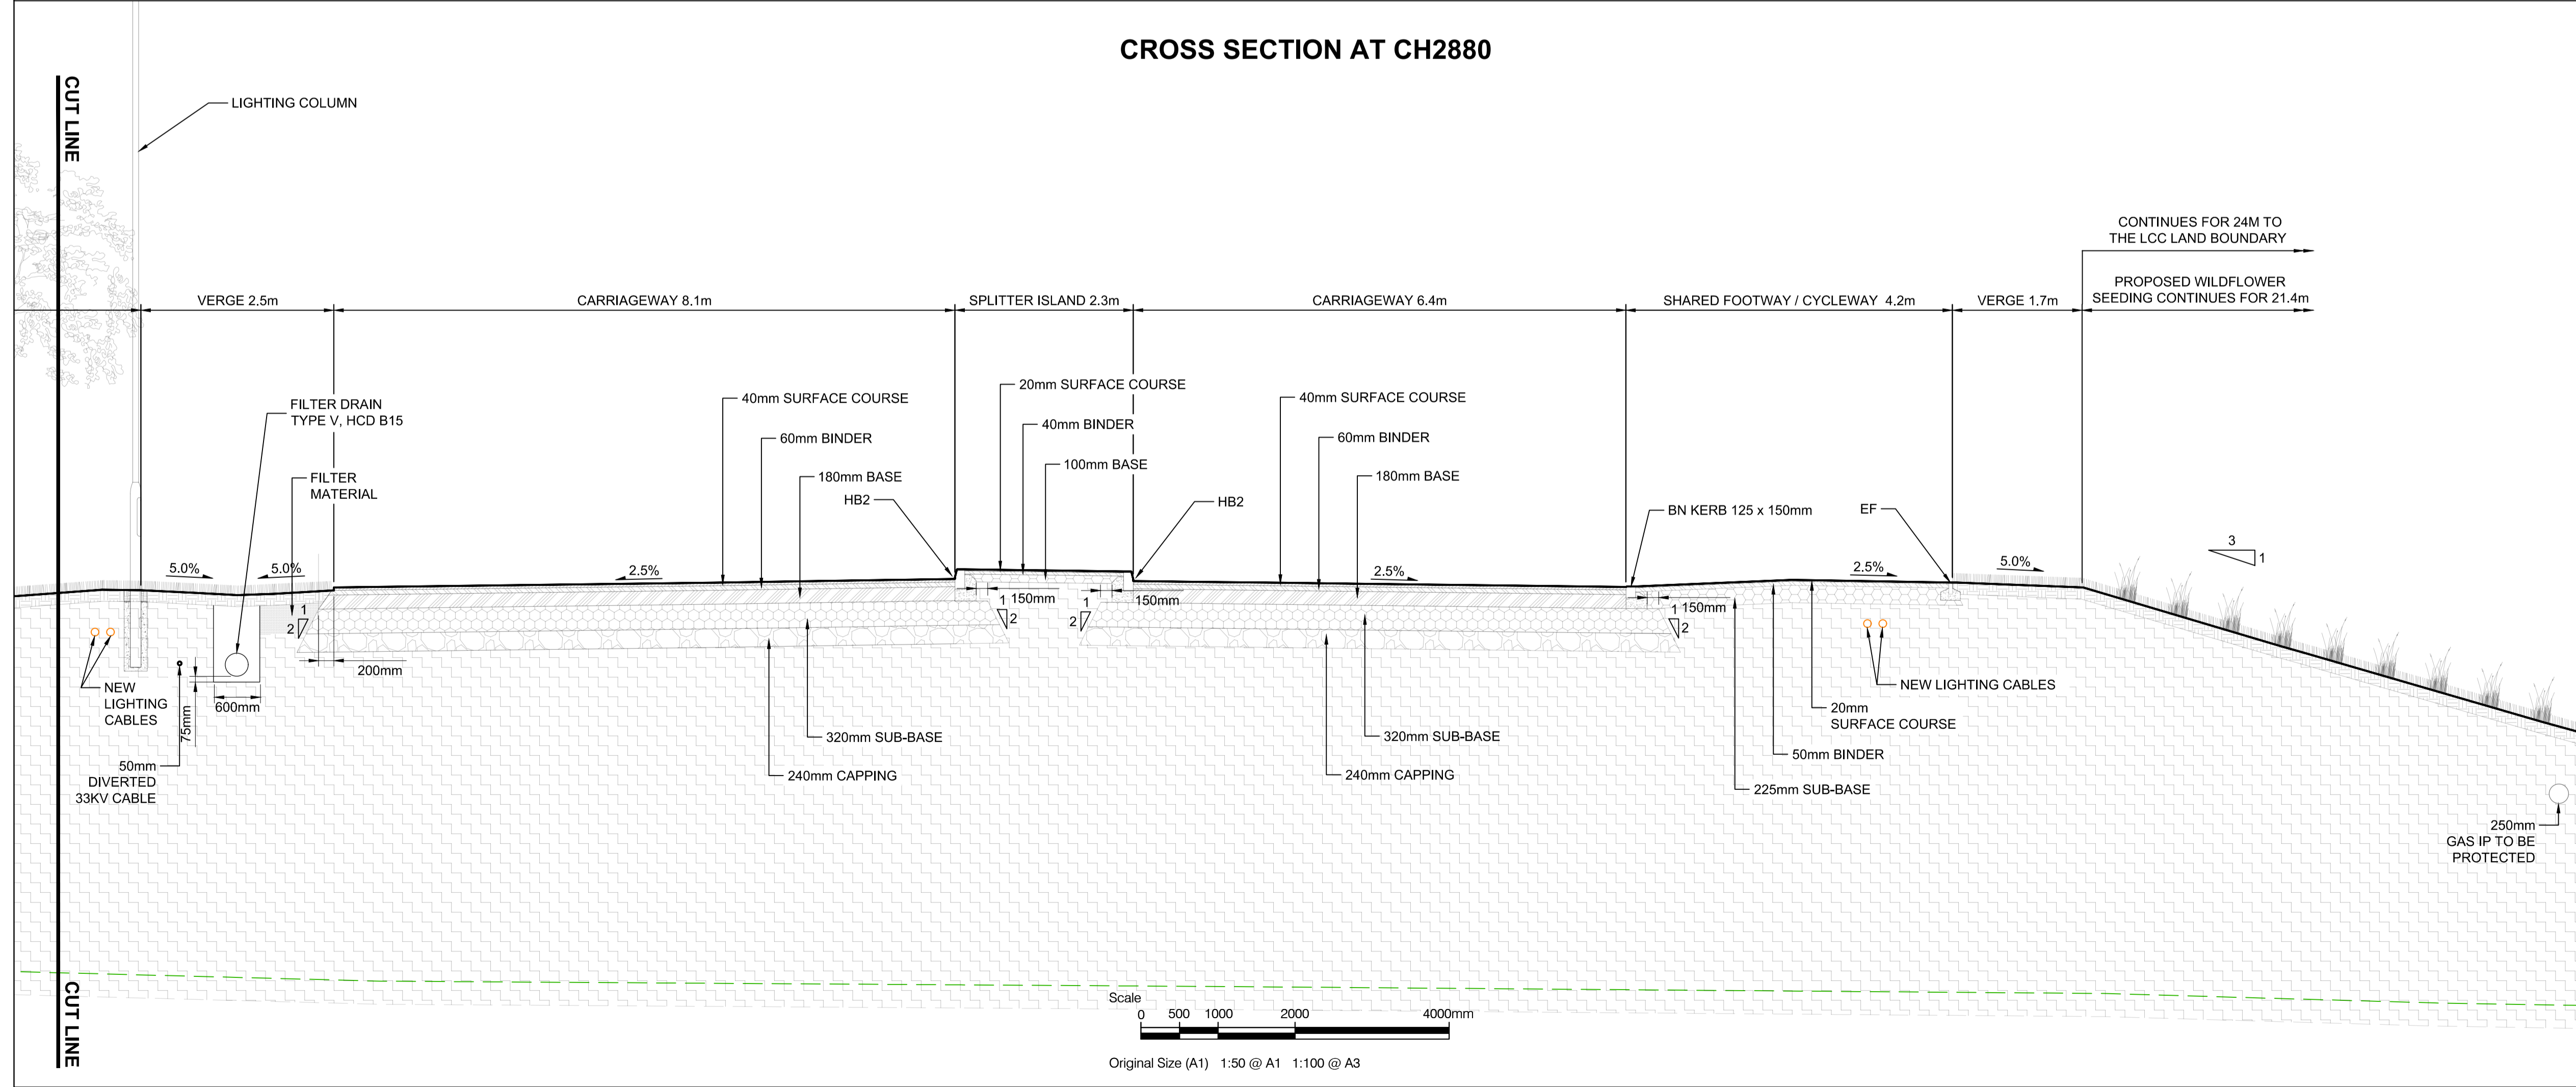 CROSS SECTION AT CH2880
CUT LINE
LIGHTING COLUMN
CONTINUES FOR 24M TO
THE LCC LAND BOUNDARY
PROPOSED WILDFLOWER
SEEDING CONTINUES FOR 21.4m
VERGE 2.5m
CARRIAGEWAY 8.1m
SPLITTER ISLAND 2.3m
CARRIAGEWAY 6.4m
SHARED FOOTWAY / CYCLEWAY 4.2m
VERGE 1.7m
FILTER DRAIN
TYPE V, HCD B15
FILTER
MATERIAL
40mm SURFACE COURSE
60mm BINDER
180mm BASE
HB2
20mm SURFACE COURSE
40mm BINDER
100mm BASE
HB2
40mm SURFACE COURSE
60mm BINDER
180mm BASE
BN KERB 125 x 150mm
EF
3
1
5.0%
5.0%
2.5%
2.5%
2.5%
5.0%
1
2
200mm
150mm
1
2
150mm
1
2
150mm
1
2
NEW
LIGHTING
CABLES
600mm
75mm
50mm
DIVERTED
33KV CABLE
320mm SUB-BASE
240mm CAPPING
320mm SUB-BASE
240mm CAPPING
NEW LIGHTING CABLES
20mm
SURFACE COURSE
50mm BINDER
225mm SUB-BASE
250mm
GAS IP TO BE
PROTECTED
CUT LINE
Scale
0 500 1000 2000 4000mm
Original Size (A1) 1:50 @ A1 1:100 @ A3